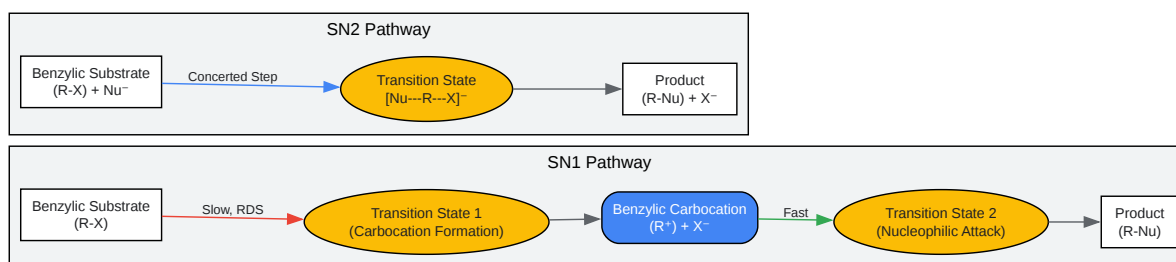 SN2 Pathway
Benzylic Substrate
(R-X) + Nu⁻
Concerted Step
Transition State
[Nu---R---X]⁻
Product
(R-Nu) + X⁻
SN1 Pathway
Benzylic Substrate
(R-X)
Slow, RDS
Transition State 1
(Carbocation Formation)
Benzylic Carbocation
(R⁺) + X⁻
Fast
Transition State 2
(Nucleophilic Attack)
Product
(R-Nu)